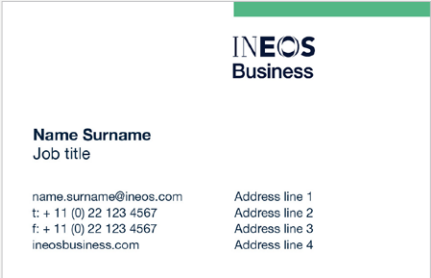 INEOS
Business
Name Surname
Job title
name.surname@ineos.com
t: + 11 (0) 22 123 4567
f: + 11 (0) 22 123 4567
ineosbusiness.com
Address line 1
Address line 2
Address line 3
Address line 4